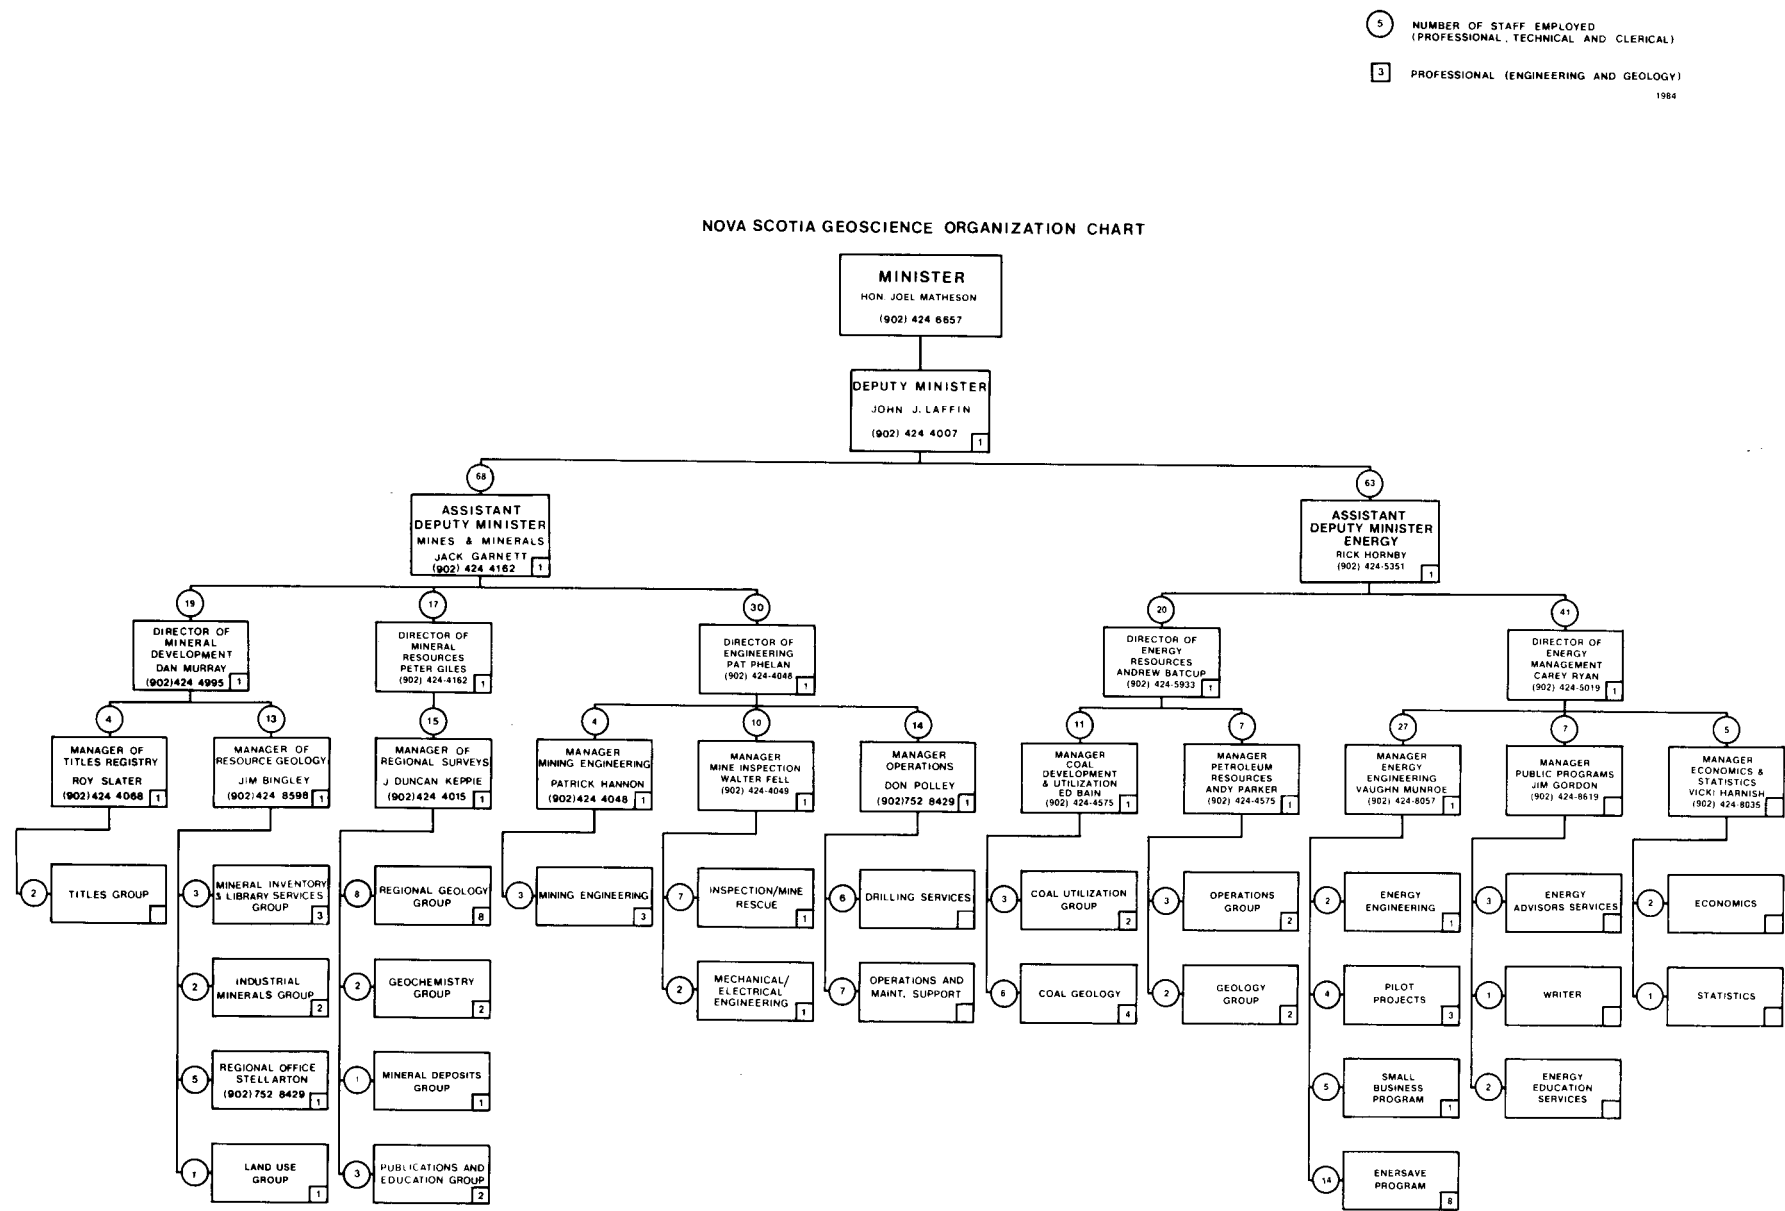 5 NUMBER OF STAFF EMPLOYED
(PROFESSIONAL, TECHNICAL AND CLERICAL)
3 PROFESSIONAL (ENGINEERING AND GEOLOGY)
1984
NOVA SCOTIA GEOSCIENCE ORGANIZATION CHART
MINISTER
HON. JOEL MATHESON
(902) 424 6657
DEPUTY MINISTER
JOHN J. LAFFIN
(902) 424 4007
1
68
ASSISTANT
DEPUTY MINISTER
MINES & MINERALS
JACK GARNETT
(902) 424 4162
1
63
ASSISTANT
DEPUTY MINISTER
ENERGY
RICK HORNBY
(902) 424-5351
1
19
DIRECTOR OF
MINERAL
DEVELOPMENT
DAN MURRAY
(902)424 4995
1
17
DIRECTOR OF
MINERAL
RESOURCES
PETER GILES
(902) 424-4162
1
30
DIRECTOR OF
ENGINEERING
PAT PHELAN
(902) 424-4048
1
20
DIRECTOR OF
ENERGY
RESOURCES
ANDREW BATCUP
(902) 424-5933
1
41
DIRECTOR OF
ENERGY
MANAGEMENT
CAREY RYAN
(902) 424-5019
1
4
MANAGER OF
TITLES REGISTRY
ROY SLATER
(902)424 4068
1
13
MANAGER OF
RESOURCE GEOLOGY
JIM BINGLEY
(902)424 8598
1
15
MANAGER OF
REGIONAL SURVEYS
J DUNCAN KEPPIE
(902)424 4015
1
4
MANAGER
MINING ENGINEERING
PATRICK HANNON
(902)424 4048
1
10
MANAGER
MINE INSPECTION
WALTER FELL
(902) 424-4049
1
14
MANAGER
OPERATIONS
DON POLLEY
(902)752 8429
1
11
MANAGER
COAL
DEVELOPMENT
& UTILIZATION
ED BAIN
(902) 424-4575
1
7
MANAGER
PETROLEUM
RESOURCES
ANDY PARKER
(902) 424-4575
1
27
MANAGER
ENERGY
ENGINEERING
VAUGHN MUNROE
(902) 424-8057
1
7
MANAGER
PUBLIC PROGRAMS
JIM GORDON
(902) 424-8619
5
MANAGER
ECONOMICS &
STATISTICS
VICKI HARNISH
(902) 424-8035
2
TITLES GROUP
3
MINERAL INVENTORY
& LIBRARY SERVICES
GROUP
3
8
REGIONAL GEOLOGY
GROUP
8
3
MINING ENGINEERING
3
7
INSPECTION/MINE
RESCUE
1
6
DRILLING SERVICES
3
COAL UTILIZATION
GROUP
2
3
OPERATIONS
GROUP
2
2
ENERGY
ENGINEERING
1
3
ENERGY
ADVISORS SERVICES
2
ECONOMICS
2
INDUSTRIAL
MINERALS GROUP
2
2
GEOCHEMISTRY
GROUP
2
2
MECHANICAL/
ELECTRICAL
ENGINEERING
1
7
OPERATIONS AND
MAINT. SUPPORT
6
COAL GEOLOGY
4
2
GEOLOGY
GROUP
2
4
PILOT
PROJECTS
3
1
WRITER
1
STATISTICS
5
REGIONAL OFFICE
STELLARTON
(902)752 8429
1
1
MINERAL DEPOSITS
GROUP
1
5
SMALL
BUSINESS
PROGRAM
1
2
ENERGY
EDUCATION
SERVICES
1
LAND USE
GROUP
1
3
PUBLICATIONS AND
EDUCATION GROUP
2
14
ENERSAVE
PROGRAM
8